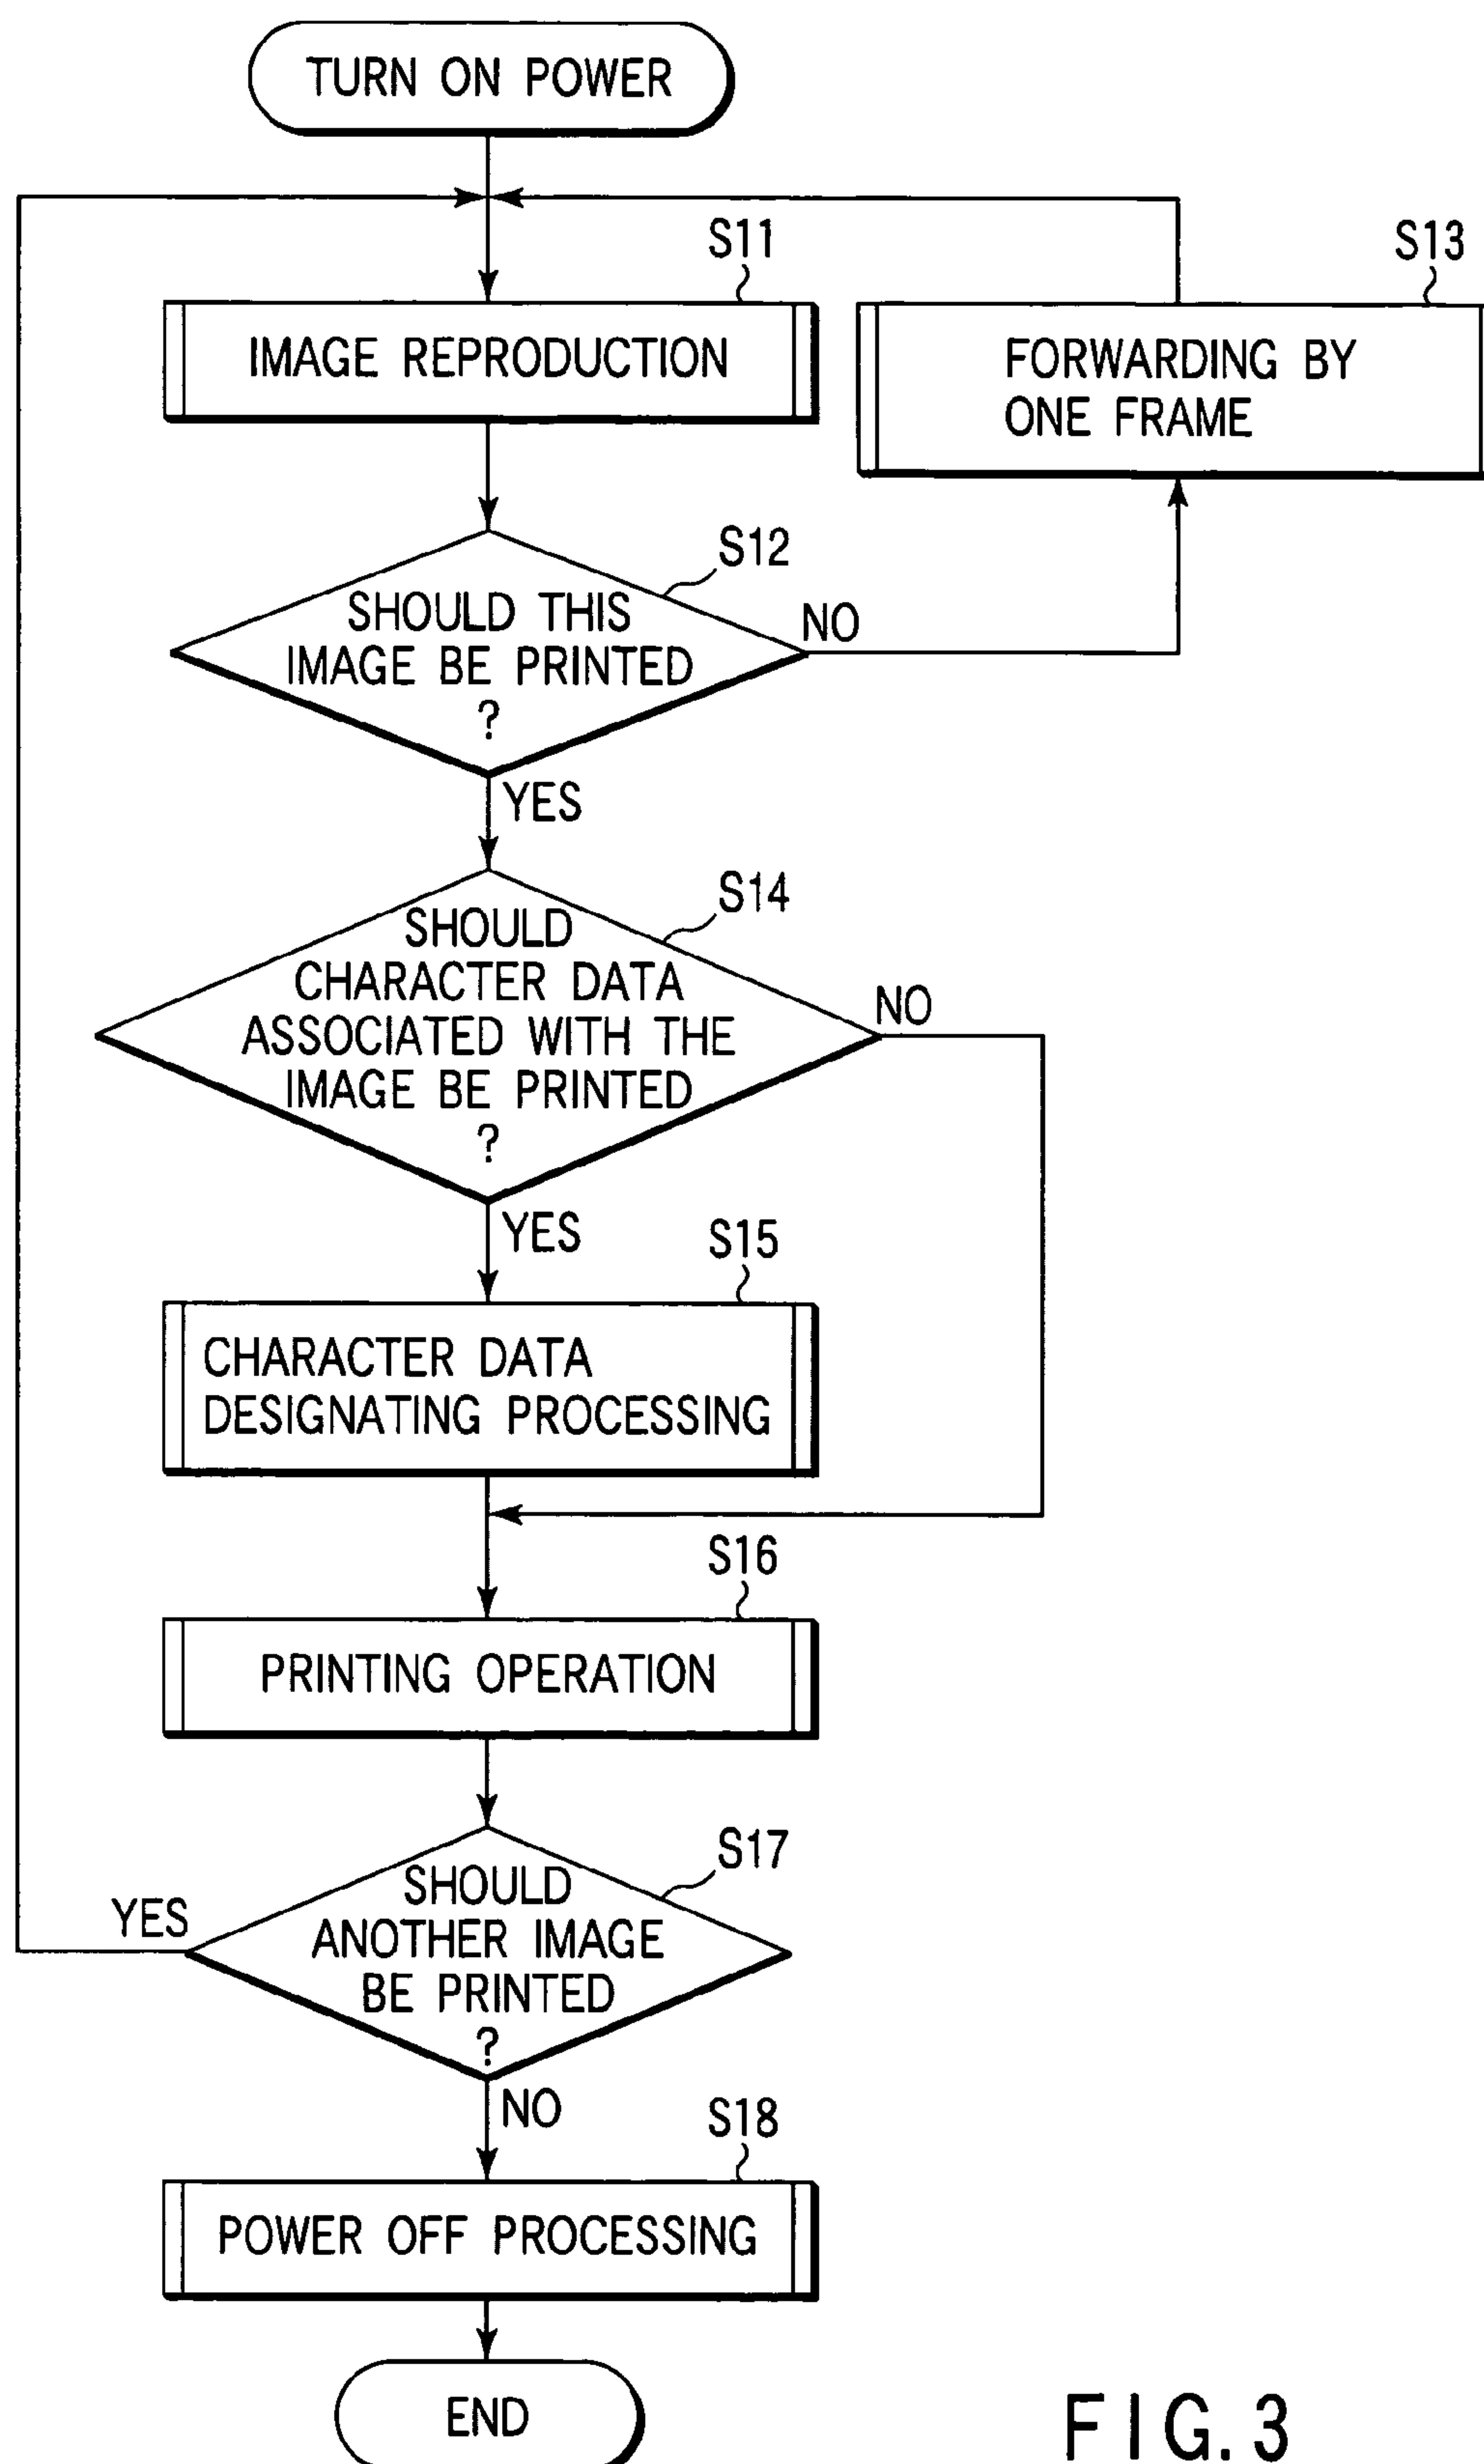 TURN ON POWER
S11
IMAGE REPRODUCTION
S13
FORWARDING BY
ONE FRAME
S12
SHOULD THIS
IMAGE BE PRINTED
?
NO
YES
S14
SHOULD
CHARACTER DATA
ASSOCIATED WITH THE
IMAGE BE PRINTED
?
NO
YES
S15
CHARACTER DATA
DESIGNATING PROCESSING
S16
PRINTING OPERATION
S17
SHOULD
ANOTHER IMAGE
BE PRINTED
?
YES
NO
S18
POWER OFF PROCESSING
END
FIG. 3